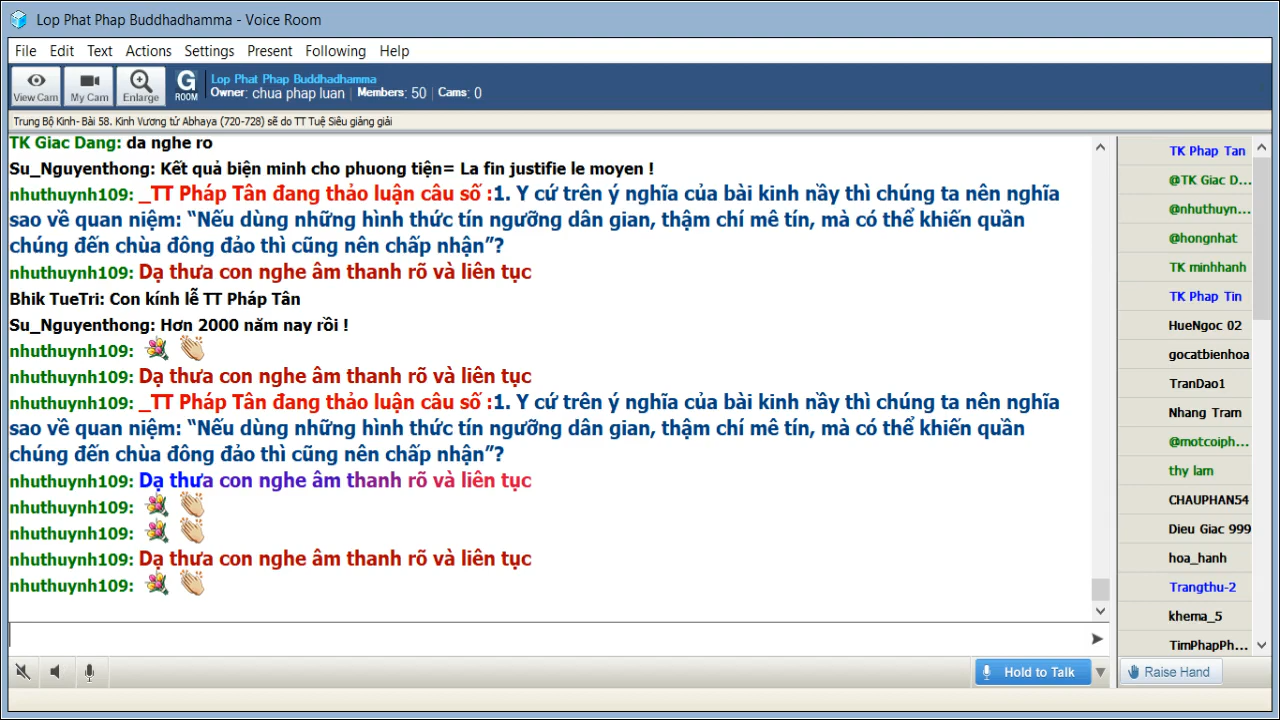 Lop Phat Phap Buddhadhamma - Voice Room
File Edit Text Actions Settings Present Following Help
View Cam My Cam Enlarge G ROOM
Lop Phat Phap Buddhadhamma
Owner: chua phap luan Members: 50 Cams: 0
Trung Bộ Kinh- Bài 58. Kinh Vương tử Abhaya (720-728) sẽ do TT Tuệ Siêu giảng giải
TK Giac Dang: da nghe ro
Su_Nguyenthong: Kết quả biện minh cho phuong tiện= La fin justifie le moyen !
nhuthuynh109: _TT Pháp Tân đang thảo luận câu số :1. Y cứ trên ý nghĩa của bài kinh nầy thì chúng ta nên nghĩa
sao về quan niệm: “Nếu dùng những hình thức tín ngưỡng dân gian, thậm chí mê tín, mà có thể khiến quần
chúng đến chùa đông đảo thì cũng nên chấp nhận”?
nhuthuynh109: Dạ thưa con nghe âm thanh rõ và liên tục
Bhik TueTri: Con kính lễ TT Pháp Tân
Su_Nguyenthong: Hơn 2000 năm nay rồi !
nhuthuynh109:
nhuthuynh109: Dạ thưa con nghe âm thanh rõ và liên tục
nhuthuynh109: _TT Pháp Tân đang thảo luận câu số :1. Y cứ trên ý nghĩa của bài kinh nầy thì chúng ta nên nghĩa
sao về quan niệm: “Nếu dùng những hình thức tín ngưỡng dân gian, thậm chí mê tín, mà có thể khiến quần
chúng đến chùa đông đảo thì cũng nên chấp nhận”?
nhuthuynh109: Dạ thưa con nghe âm thanh rõ và liên tục
nhuthuynh109:
nhuthuynh109:
nhuthuynh109: Dạ thưa con nghe âm thanh rõ và liên tục
nhuthuynh109:
TK Phap Tan
@TK Giac D...
@nhuthuyn...
@hongnhat
TK minhhanh
TK Phap Tin
HueNgoc 02
gocatbienhoa
TranDao1
Nhang Tram
@motcoiph...
thy lam
CHAUPHAN54
Dieu Giac 999
hoa_hanh
Trangthu-2
khema_5
TimPhapPh...
Hold to Talk
Raise Hand